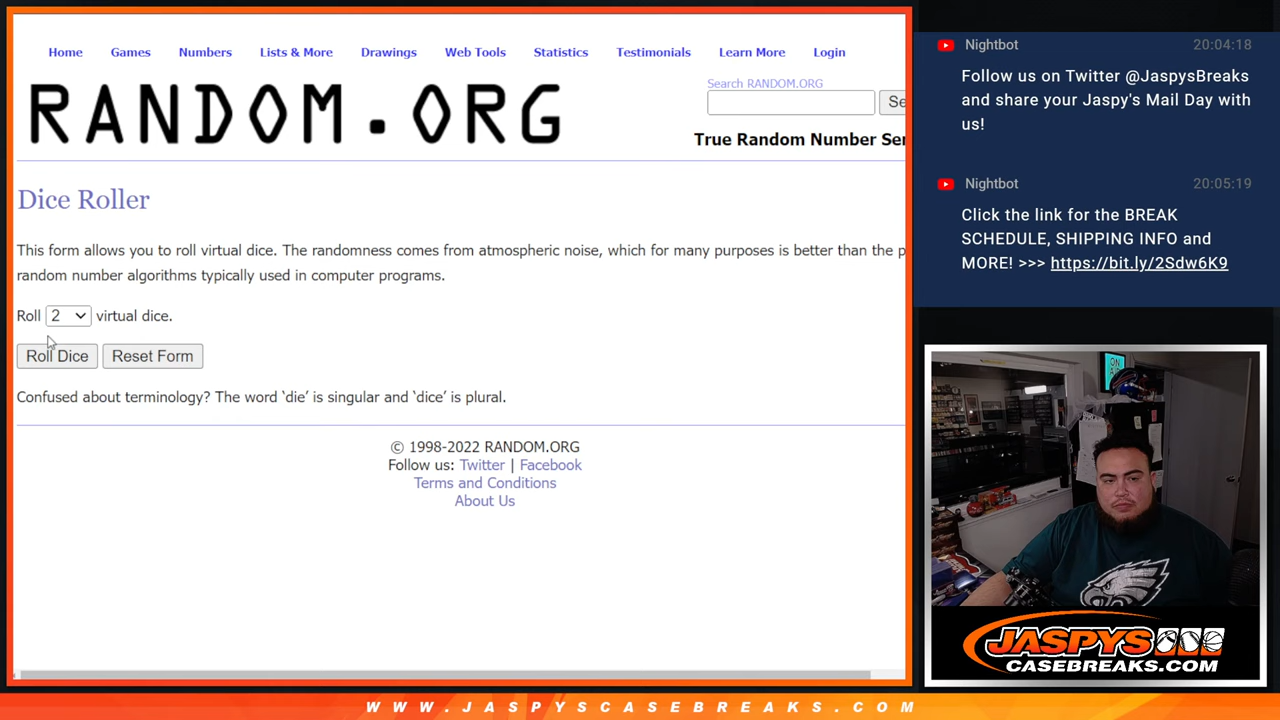 Home Games Numbers Lists & More Drawings Web Tools Statistics Testimonials Learn More Login
RANDOM.ORG
Search RANDOM.ORG
Se
True Random Number Ser
Dice Roller
This form allows you to roll virtual dice. The randomness comes from atmospheric noise, which for many purposes is better than the p
random number algorithms typically used in computer programs.
Roll 2 virtual dice.
Roll Dice Reset Form
Confused about terminology? The word ‘die’ is singular and ‘dice’ is plural.
© 1998-2022 RANDOM.ORG
Follow us: Twitter | Facebook
Terms and Conditions
About Us
Nightbot 20:04:18
Follow us on Twitter @JaspysBreaks
and share your Jaspy's Mail Day with
us!
Nightbot 20:05:19
Click the link for the BREAK
SCHEDULE, SHIPPING INFO and
MORE! >>> https://bit.ly/2Sdw6K9
ON
JASPYS
CASEBREAKS.COM
WWW.JASPYSCASEBREAKS.COM